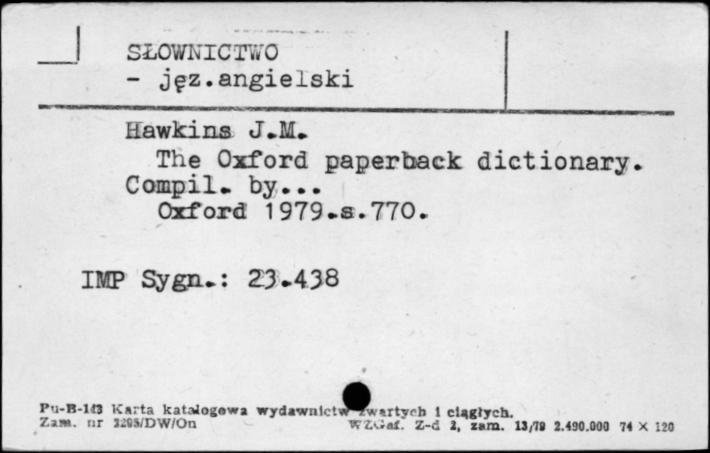 SŁOWNICTWO
- jęz.angielski
Hawkins J.M.
The Oxford paperback dictionary.
Compil. by...
Oxford 1979.s.770.
IMP Sygn.: 23.438
Pu-B-143 Karta katalogowa wydawnictw zwartych i ciągłych.
Zam. nr 2295/DW/On WZGraf. Z-d 2, zam. 13/79 2.490.000 74 X 120